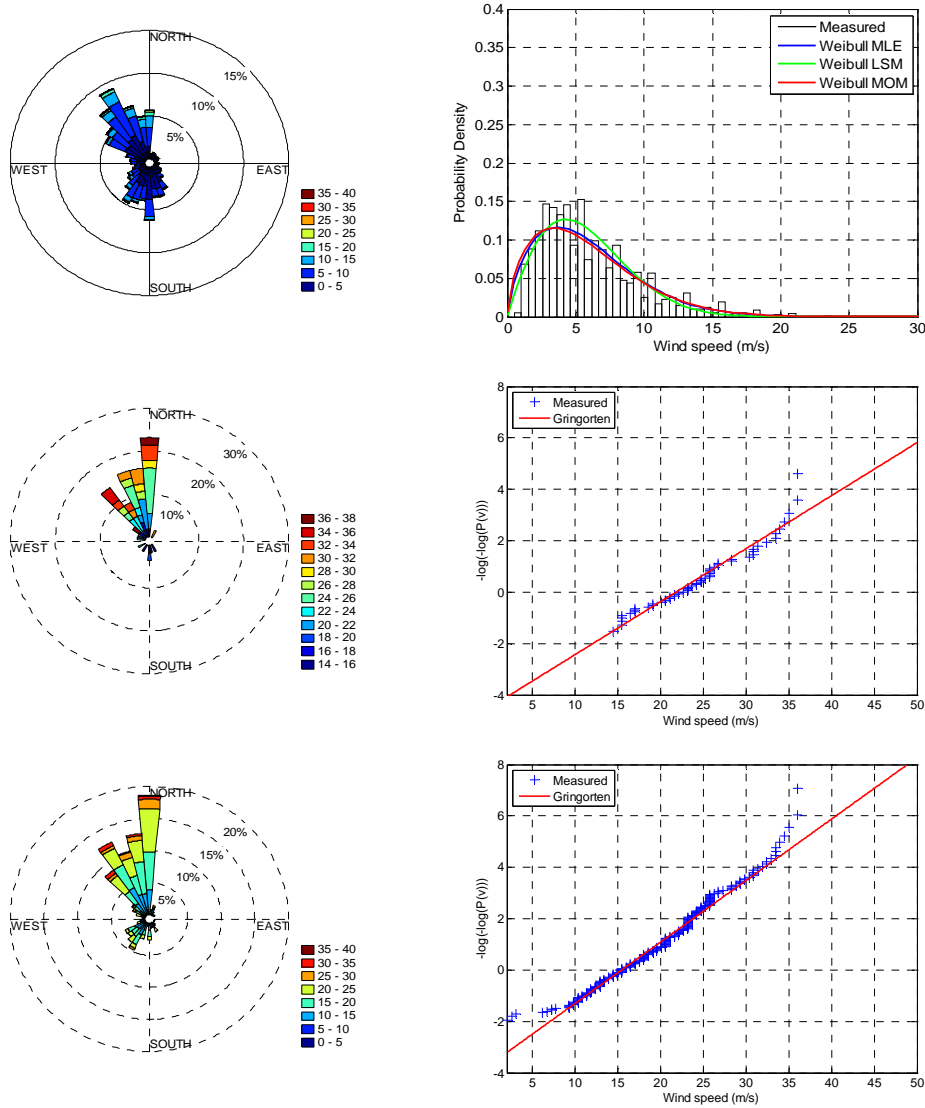 NORTH
15%
10%
5%
WEST
EAST
SOUTH
35 - 40
30 - 35
25 - 30
20 - 25
15 - 20
10 - 15
5 - 10
0 - 5
0.4
0.35
0.3
0.25
0.2
0.15
0.1
0.05
0
Probability Density
Measured
Weibull MLE
Weibull LSM
Weibull MOM
0 5 10 15 20 25 30
Wind speed (m/s)
NORTH
30%
20%
10%
WEST
EAST
SOUTH
36 - 38
34 - 36
32 - 34
30 - 32
28 - 30
26 - 28
24 - 26
22 - 24
20 - 22
18 - 20
16 - 18
14 - 16
8
6
4
2
0
-2
-4
-log(-log(P(v)))
Measured
Gringorten
5 10 15 20 25 30 35 40 45 50
Wind speed (m/s)
NORTH
20%
15%
10%
5%
WEST
EAST
SOUTH
35 - 40
30 - 35
25 - 30
20 - 25
15 - 20
10 - 15
5 - 10
0 - 5
8
6
4
2
0
-2
-4
-log(-log(P(v)))
Measured
Gringorten
5 10 15 20 25 30 35 40 45 50
Wind speed (m/s)